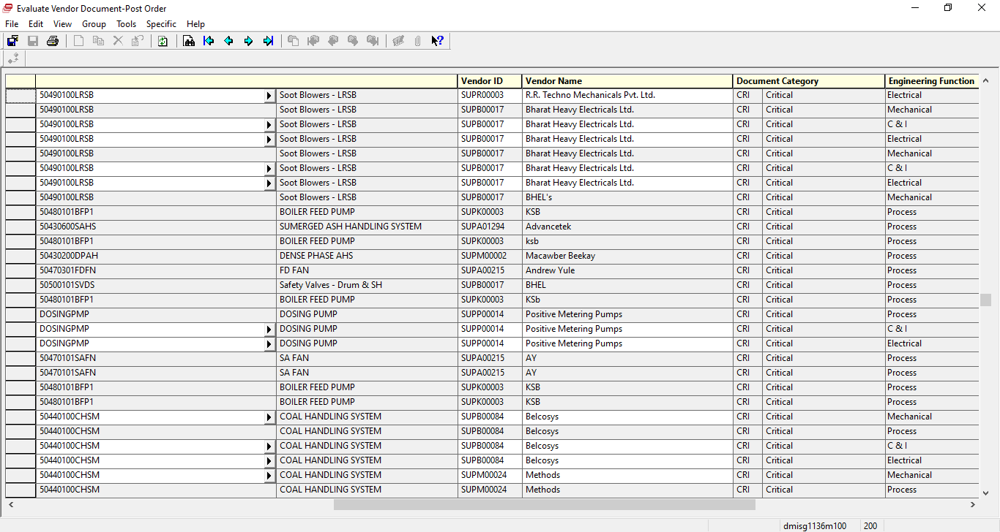 Evaluate Vendor Document-Post Order
File Edit View Group Tools Specific Help
Vendor ID Vendor Name Document Category Engineering Function
50490100LRSB Soot Blowers - LRSB SUPR00003 R.R. Techno Mechanicals Pvt. Ltd. CRI Critical Electrical
50490100LRSB Soot Blowers - LRSB SUPB00017 Bharat Heavy Electricals Ltd. CRI Critical Mechanical
50490100LRSB Soot Blowers - LRSB SUPB00017 Bharat Heavy Electricals Ltd. CRI Critical C & I
50490100LRSB Soot Blowers - LRSB SUPB00017 Bharat Heavy Electricals Ltd. CRI Critical Electrical
50490100LRSB Soot Blowers - LRSB SUPB00017 Bharat Heavy Electricals Ltd. CRI Critical Mechanical
50490100LRSB Soot Blowers - LRSB SUPB00017 Bharat Heavy Electricals Ltd. CRI Critical C & I
50490100LRSB Soot Blowers - LRSB SUPB00017 Bharat Heavy Electricals Ltd. CRI Critical Electrical
50490100LRSB Soot Blowers - LRSB SUPB00017 BHEL's CRI Critical Mechanical
50480101BFP1 BOILER FEED PUMP SUPK00003 KSB CRI Critical Process
50430600SAHS SUMERGED ASH HANDLING SYSTEM SUPA01294 Advancetek CRI Critical Process
50480101BFP1 BOILER FEED PUMP SUPK00003 ksb CRI Critical Process
50430200DPAH DENSE PHASE AHS SUPM00002 Macawber Beekay CRI Critical Process
50470301FDFN FD FAN SUPA00215 Andrew Yule CRI Critical Process
50500101SVDS Safety Valves - Drum & SH SUPB00017 BHEL CRI Critical Process
50480101BFP1 BOILER FEED PUMP SUPK00003 KSb CRI Critical Process
DOSINGPMP DOSING PUMP SUPP00014 Positive Metering Pumps CRI Critical Process
DOSINGPMP DOSING PUMP SUPP00014 Positive Metering Pumps CRI Critical C & I
DOSINGPMP DOSING PUMP SUPP00014 Positive Metering Pumps CRI Critical Electrical
50470101SAFN SA FAN SUPA00215 AY CRI Critical Process
50470101SAFN SA FAN SUPA00215 AY CRI Critical Process
50480101BFP1 BOILER FEED PUMP SUPK00003 KSB CRI Critical Process
50480101BFP1 BOILER FEED PUMP SUPK00003 KSB CRI Critical Process
50440100CHSM COAL HANDLING SYSTEM SUPB00084 Belcosys CRI Critical Mechanical
50440100CHSM COAL HANDLING SYSTEM SUPB00084 Belcosys CRI Critical Process
50440100CHSM COAL HANDLING SYSTEM SUPB00084 Belcosys CRI Critical C & I
50440100CHSM COAL HANDLING SYSTEM SUPB00084 Belcosys CRI Critical Electrical
50440100CHSM COAL HANDLING SYSTEM SUPM00024 Methods CRI Critical Mechanical
50440100CHSM COAL HANDLING SYSTEM SUPM00024 Methods CRI Critical Process
dmisg1136m100 200